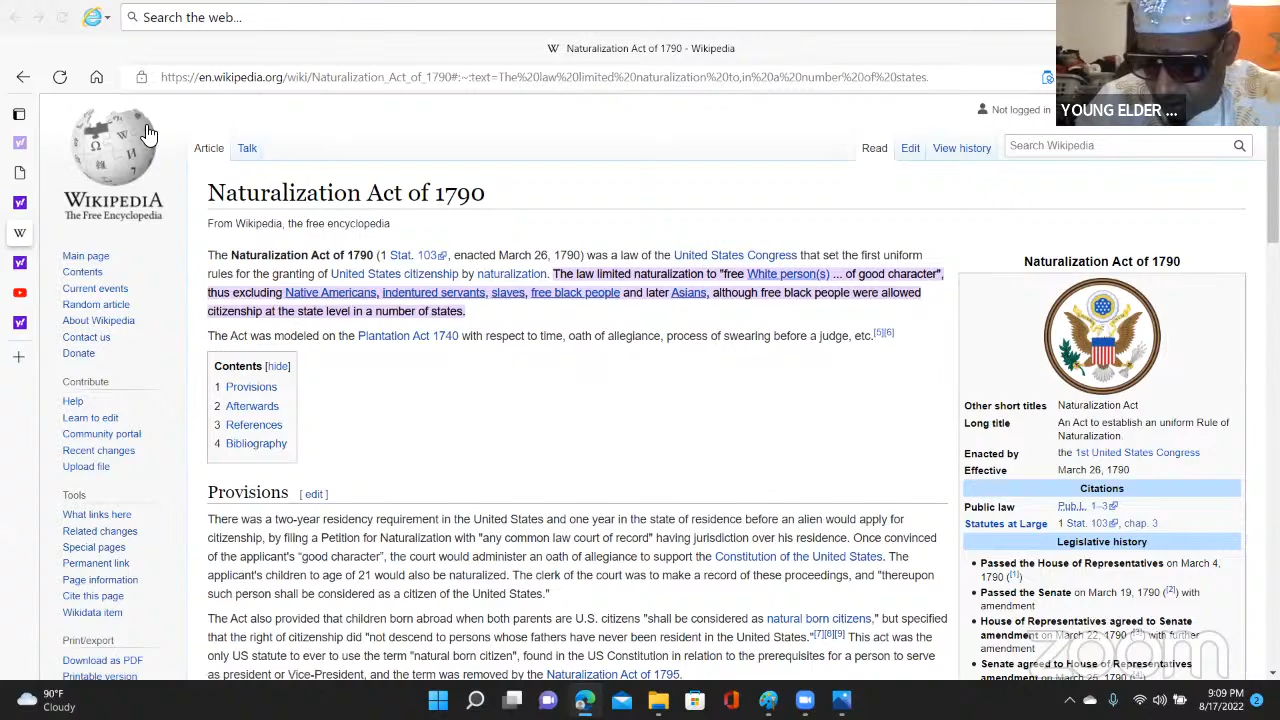 Search the web...
Naturalization Act of 1790 - Wikipedia
https://en.wikipedia.org/wiki/Naturalization_Act_of_1790#:~:text=The%20law%20limited%20naturalization%20to,in%20a%20number%20of%20states.
YOUNG ELDER ...
Not logged in
Article Talk
Read Edit View history
Search Wikipedia
WIKIPEDIA
The Free Encyclopedia
Main page
Contents
Current events
Random article
About Wikipedia
Contact us
Donate
Contribute
Help
Learn to edit
Community portal
Recent changes
Upload file
Tools
What links here
Related changes
Special pages
Permanent link
Page information
Cite this page
Wikidata item
Print/export
Download as PDF
Printable version
Naturalization Act of 1790
From Wikipedia, the free encyclopedia
The Naturalization Act of 1790 (1 Stat. 103, enacted March 26, 1790) was a law of the United States Congress that set the first uniform
rules for the granting of United States citizenship by naturalization. The law limited naturalization to "free White person(s) ... of good character",
thus excluding Native Americans, indentured servants, slaves, free black people and later Asians, although free black people were allowed
citizenship at the state level in a number of states.
The Act was modeled on the Plantation Act 1740 with respect to time, oath of allegiance, process of swearing before a judge, etc.[5][6]
Contents [hide]
1 Provisions
2 Afterwards
3 References
4 Bibliography
Provisions [ edit ]
There was a two-year residency requirement in the United States and one year in the state of residence before an alien would apply for
citizenship, by filing a Petition for Naturalization with "any common law court of record" having jurisdiction over his residence. Once convinced
of the applicant's “good character”, the court would administer an oath of allegiance to support the Constitution of the United States. The
applicant's children to age of 21 would also be naturalized. The clerk of the court was to make a record of these proceedings, and "thereupon
such person shall be considered as a citizen of the United States."
The Act also provided that children born abroad when both parents are U.S. citizens "shall be considered as natural born citizens," but specified
that the right of citizenship did "not descend to persons whose fathers have never been resident in the United States."[7][8][9] This act was the
only US statute to ever to use the term "natural born citizen", found in the US Constitution in relation to the prerequisites for a person to serve
as president or Vice-President, and the term was removed by the Naturalization Act of 1795.
Naturalization Act of 1790
Other short titles Naturalization Act
Long title An Act to establish an uniform Rule of
Naturalization.
Enacted by the 1st United States Congress
Effective March 26, 1790
Citations
Public law Pub.L. 1–3
Statutes at Large 1 Stat. 103, chap. 3
Legislative history
• Passed the House of Representatives on March 4,
1790 ([1])
• Passed the Senate on March 19, 1790 ([2]) with
amendment
• House of Representatives agreed to Senate
amendment on March 22, 1790 ([3]) with further
amendment
• Senate agreed to House of Representatives
amendment on March 25, 1790 ([4])
zoom
90°F
Cloudy
9:09 PM
8/17/2022
2